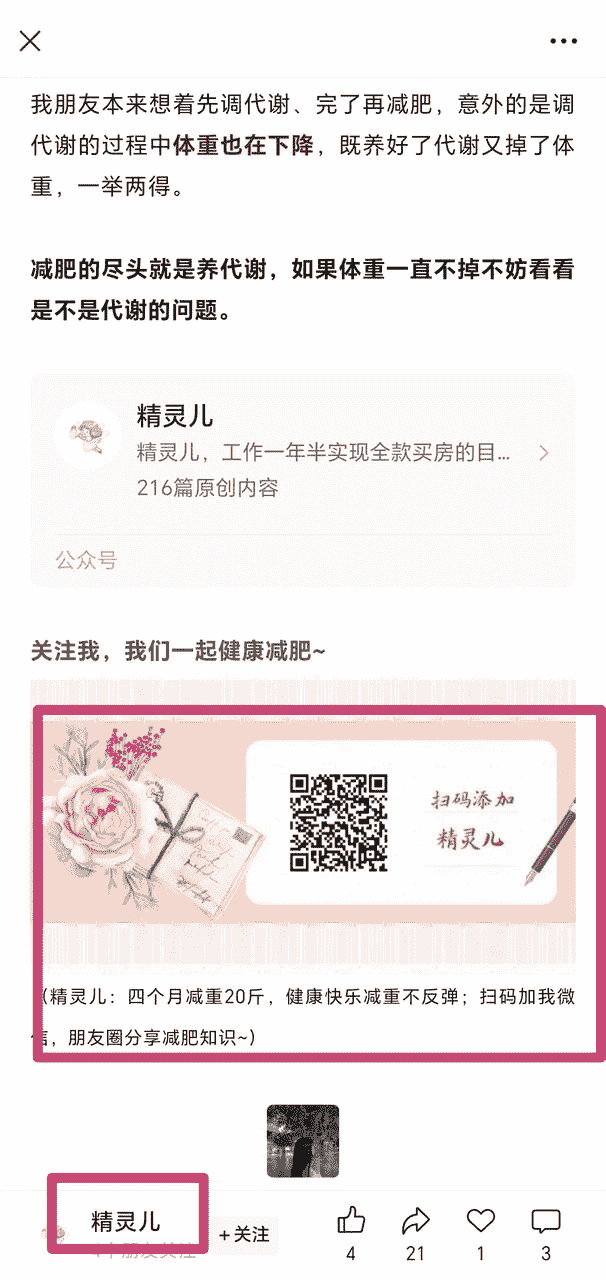 我朋友本来想着先调代谢、完了再减肥，意外的是调
代谢的过程中体重也在下降，既养好了代谢又掉了体
重，一举两得。
减肥的尽头就是养代谢，如果体重一直不掉不妨看看
是不是代谢的问题。
精灵儿
精灵儿，工作一年半实现全款买房的目...
216篇原创内容
公众号
关注我，我们一起健康减肥~
扫码添加
精灵儿
（精灵儿：四个月减重20斤，健康快乐减重不反弹；扫码加我微
信，朋友圈分享减肥知识~）
精灵儿
4个朋友关注
+关注
4
21
1
3